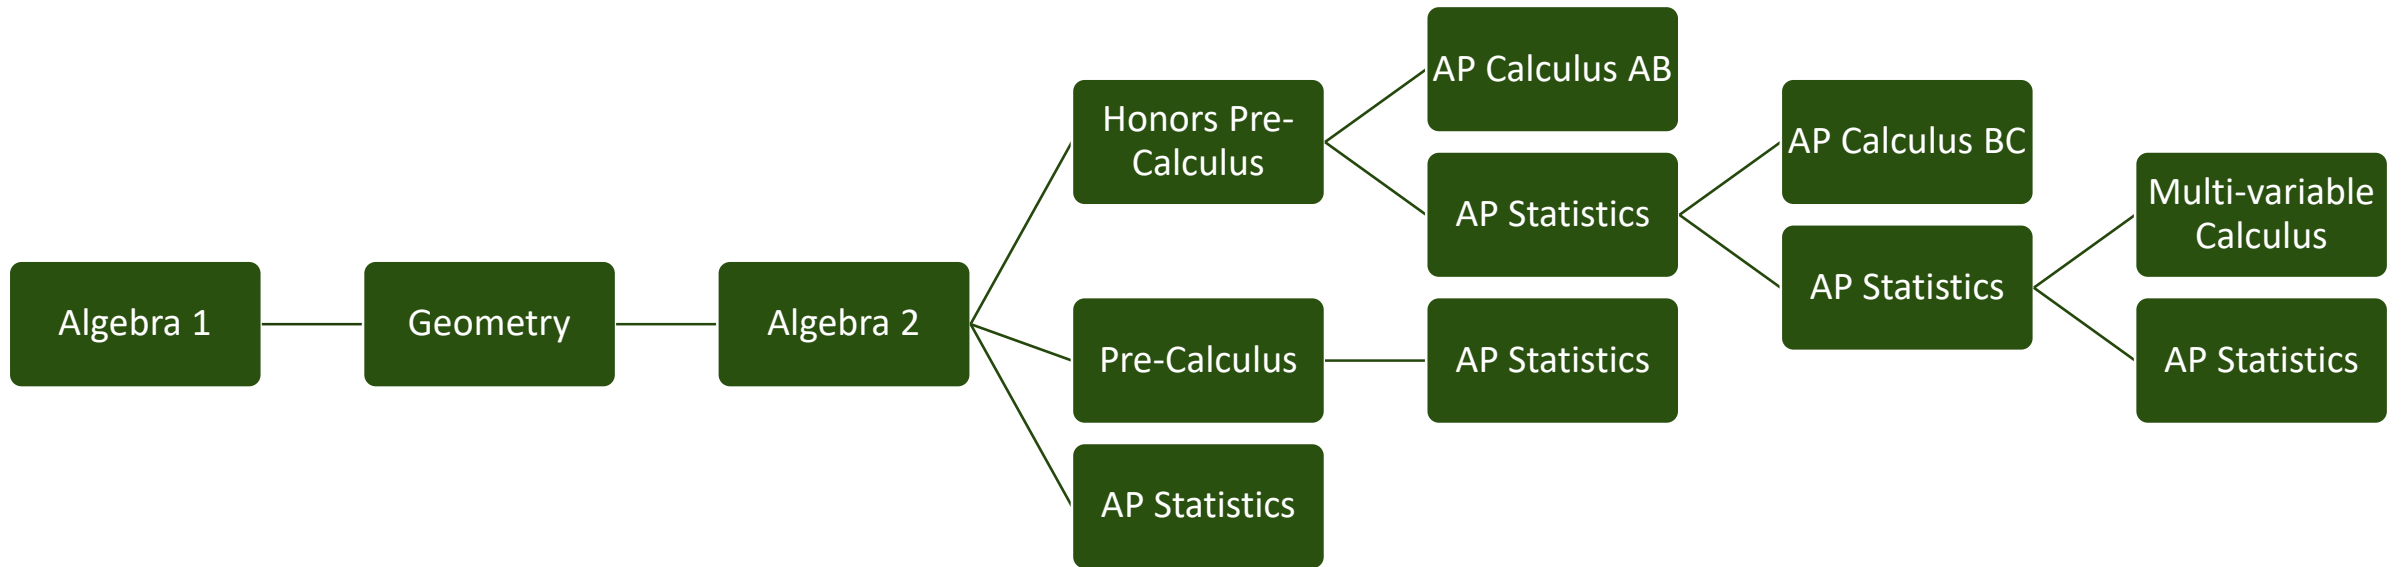 Algebra 1
Geometry
Algebra 2
Honors Pre-
Calculus
AP Calculus AB
AP Statistics
AP Calculus BC
AP Statistics
Multi-variable
Calculus
AP Statistics
Pre-Calculus
AP Statistics
AP Statistics